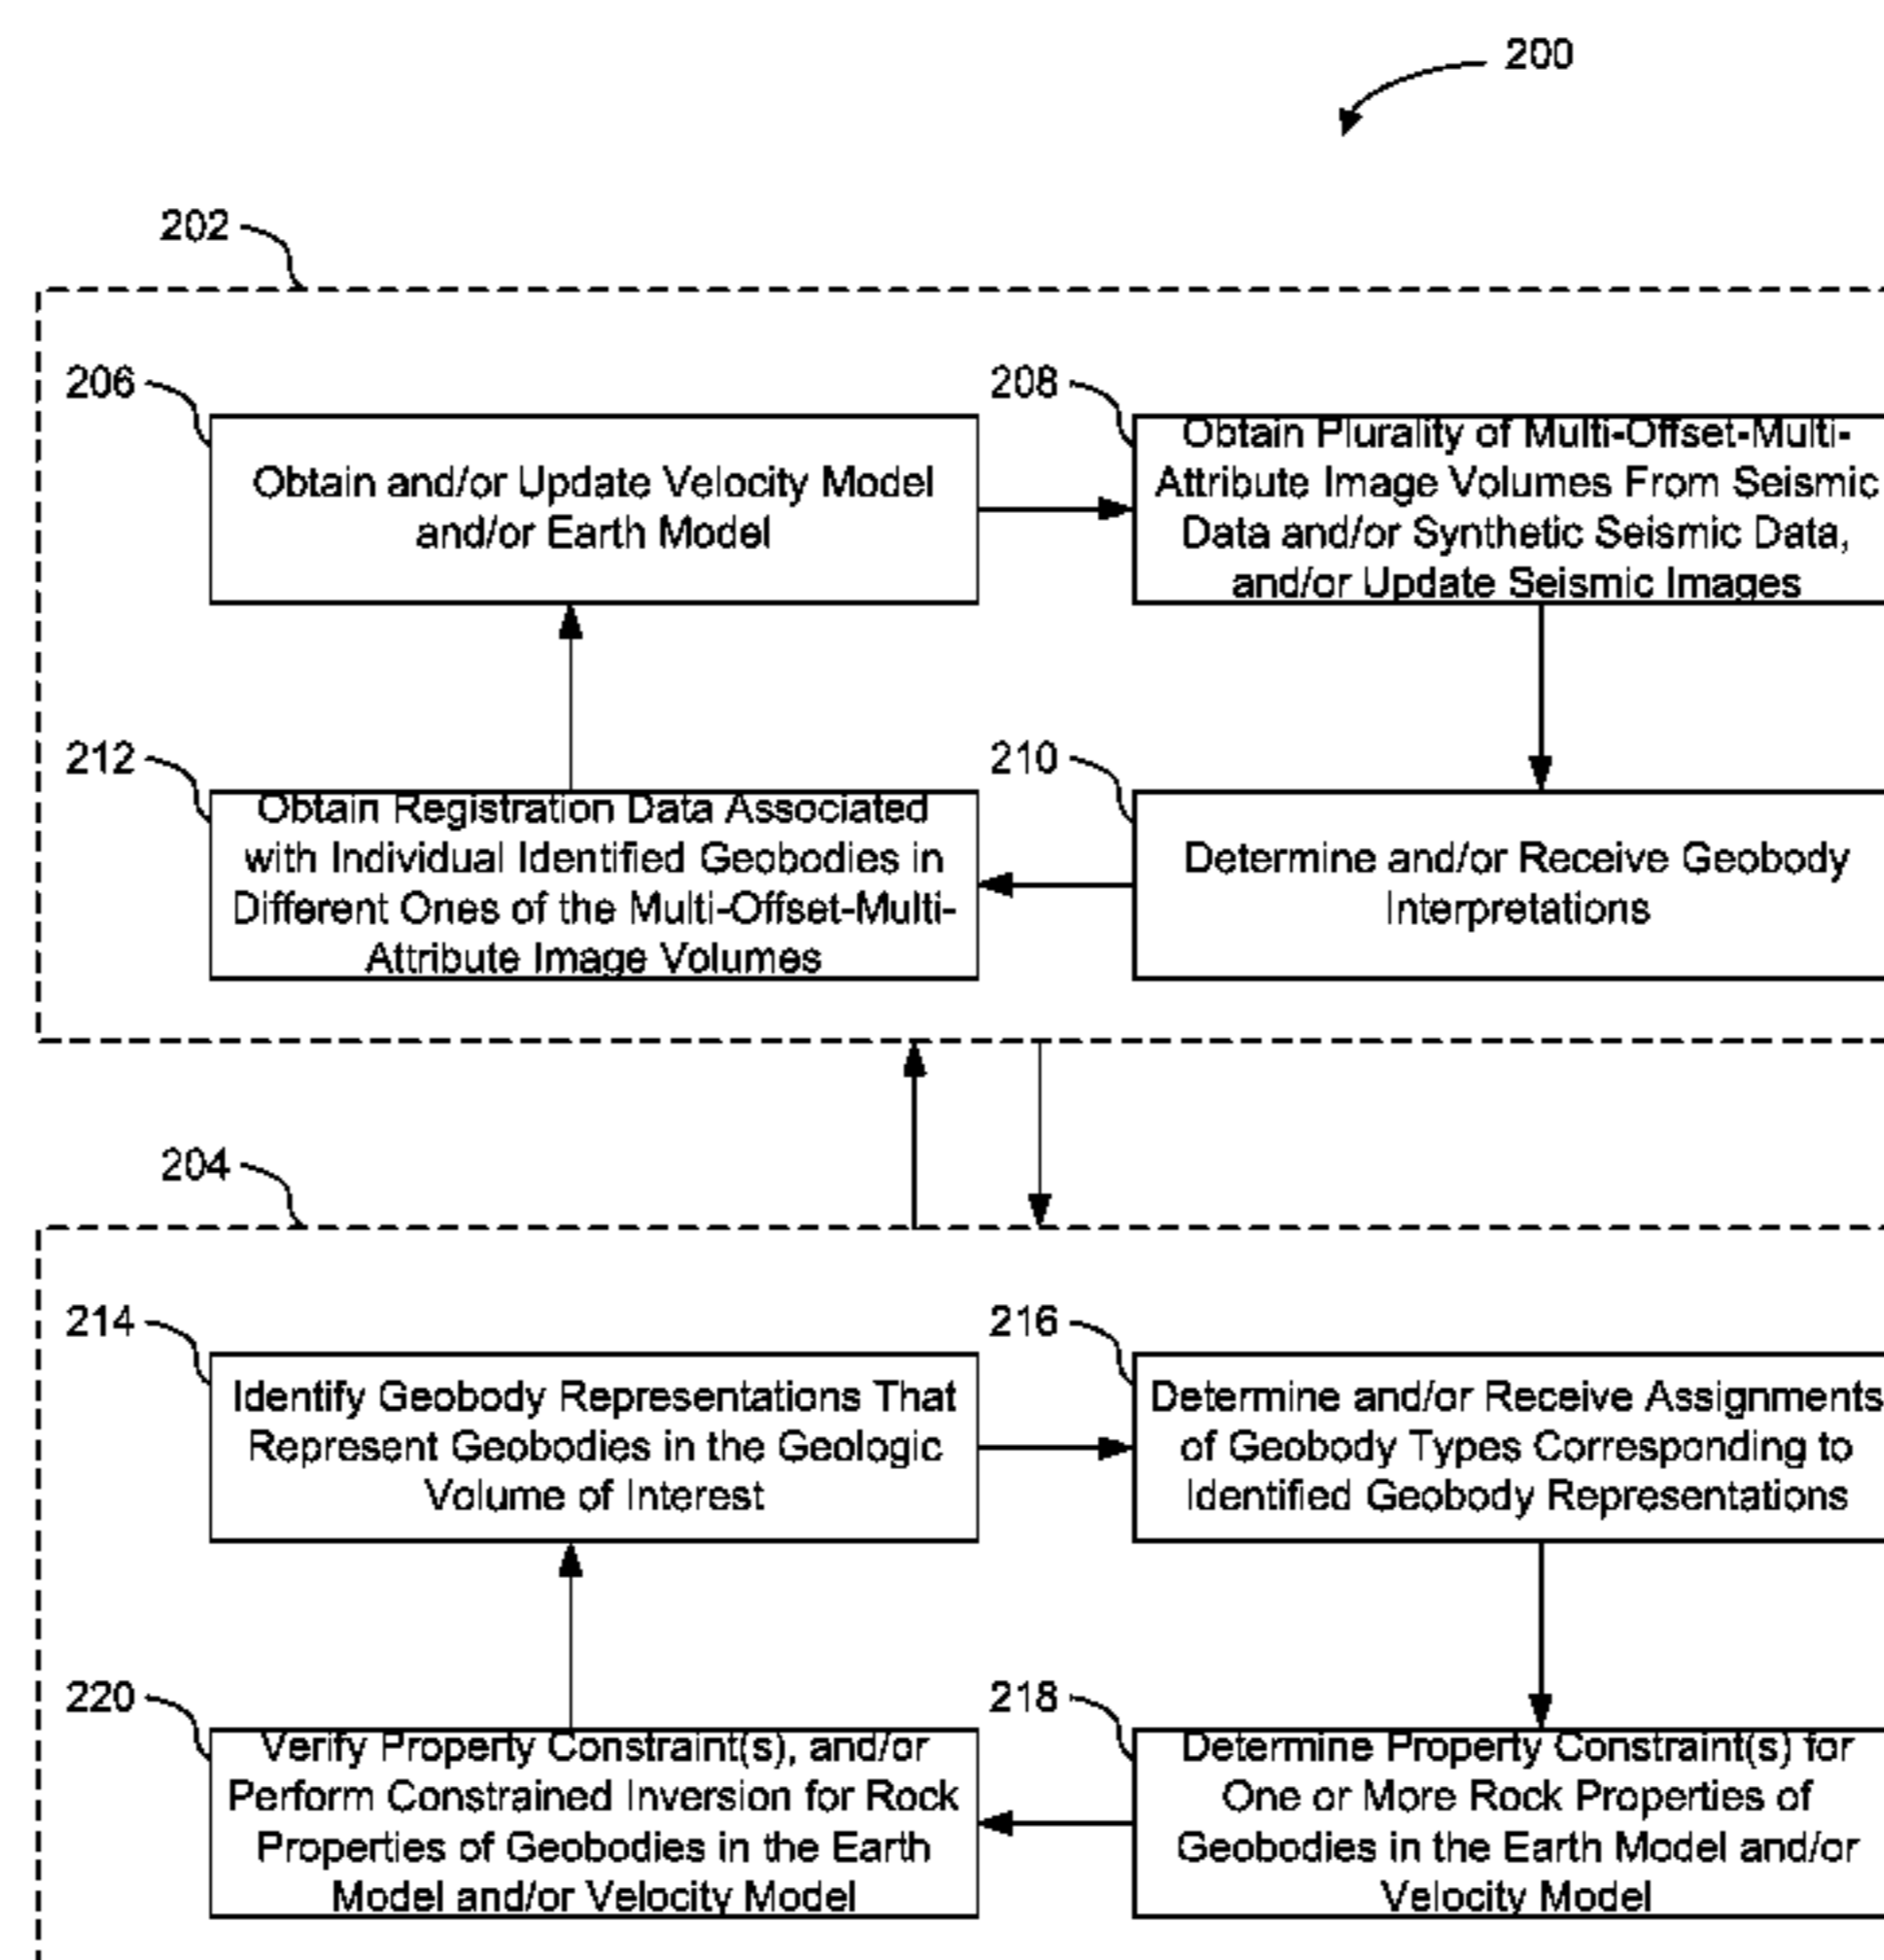 200
202
206
208
Obtain and/or Update Velocity Model
and/or Earth Model
Obtain Plurality of Multi-Offset-Multi-
Attribute Image Volumes From Seismic
Data and/or Synthetic Seismic Data,
and/or Update Seismic Images
212
210
Obtain Registration Data Associated
with Individual Identified Geobodies in
Different Ones of the Multi-Offset-Multi-
Attribute Image Volumes
Determine and/or Receive Geobody
Interpretations
204
214
216
Identify Geobody Representations That
Represent Geobodies in the Geologic
Volume of Interest
Determine and/or Receive Assignments
of Geobody Types Corresponding to
Identified Geobody Representations
220
218
Verify Property Constraint(s), and/or
Perform Constrained Inversion for Rock
Properties of Geobodies in the Earth
Model and/or Velocity Model
Determine Property Constraint(s) for
One or More Rock Properties of
Geobodies in the Earth Model and/or
Velocity Model